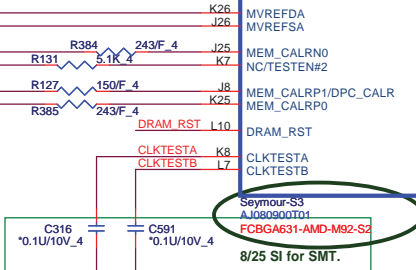 K26 MVREFDA
J26 MVREFSA
R384 243/F_4 J25 MEM_CALRN0
R131 5.1K_4 K7 NC/TESTEN#2
R127 150/F_4 J8 MEM_CALRP1/DPC_CALR
R385 243/F_4 K25 MEM_CALRP0
DRAM_RST L10 DRAM_RST
CLKTESTA K8 CLKTESTA
CLKTESTB L7 CLKTESTB
Seymour-S3
AJ080900T01
FCBGA631-AMD-M92-S2
C316 C591
*0.1U/10V_4 *0.1U/10V_4
8/25 SI for SMT.